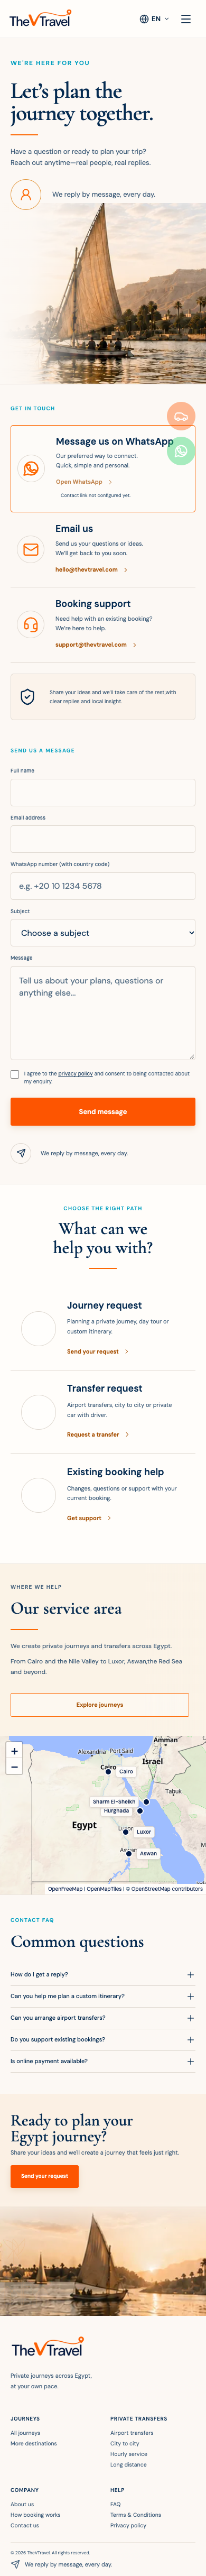 The V Travel
EN
WE'RE HERE FOR YOU
Let’s plan the
journey together.
Have a question or ready to plan your trip?
Reach out anytime—real people, real replies.
We reply by message, every day.
GET IN TOUCH
Message us on WhatsApp
Our preferred way to connect.
Quick, simple and personal.
Open WhatsApp
Contact link not configured yet.
Email us
Send us your questions or ideas.
We'll get back to you soon.
hello@thevtravel.com
Booking support
Need help with an existing booking?
We're here to help.
support@thevtravel.com
Share your ideas and we'll take care of the rest,with
clear replies and local insight.
SEND US A MESSAGE
Full name
Email address
WhatsApp number (with country code)
e.g. +20 10 1234 5678
Subject
Choose a subject
Message
Tell us about your plans, questions or
anything else...
I agree to the privacy policy and consent to being contacted about
my enquiry.
Send message
We reply by message, every day.
CHOOSE THE RIGHT PATH
What can we
help you with?
Journey request
Planning a private journey, day tour or
custom itinerary.
Send your request
Transfer request
Airport transfers, city to city or private
car with driver.
Request a transfer
Existing booking help
Changes, questions or support with your
current booking.
Get support
WHERE WE HELP
Our service area
We create private journeys and transfers across Egypt.
From Cairo and the Nile Valley to Luxor, Aswan,the Red Sea
and beyond.
Explore journeys
+
−
Amman
Alexandria
Port Said
Israel
Cairo
Cairo
Tabuk
Sharm El-Sheikh
Hurghada
Egypt
Luxor
Luxor
Aswan
Aswan
OpenFreeMap | OpenMapTiles | © OpenStreetMap contributors
CONTACT FAQ
Common questions
How do I get a reply?
Can you help me plan a custom itinerary?
Can you arrange airport transfers?
Do you support existing bookings?
Is online payment available?
Ready to plan your
Egypt journey?
Share your ideas and we'll create a journey that feels just right.
Send your request
The V Travel
Private journeys across Egypt,
at your own pace.
JOURNEYS
All journeys
More destinations
PRIVATE TRANSFERS
Airport transfers
City to city
Hourly service
Long distance
COMPANY
About us
How booking works
Contact us
HELP
FAQ
Terms & Conditions
Privacy policy
© 2026 TheVTravel. All rights reserved.
We reply by message, every day.